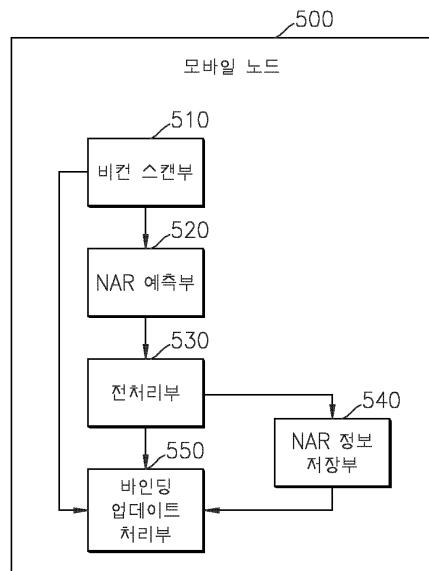 500
모바일 노드
510
비컨 스캔부
520
NAR 예측부
530
전처리부
540
NAR 정보
저장부
550
바인딩
업데이트
처리부